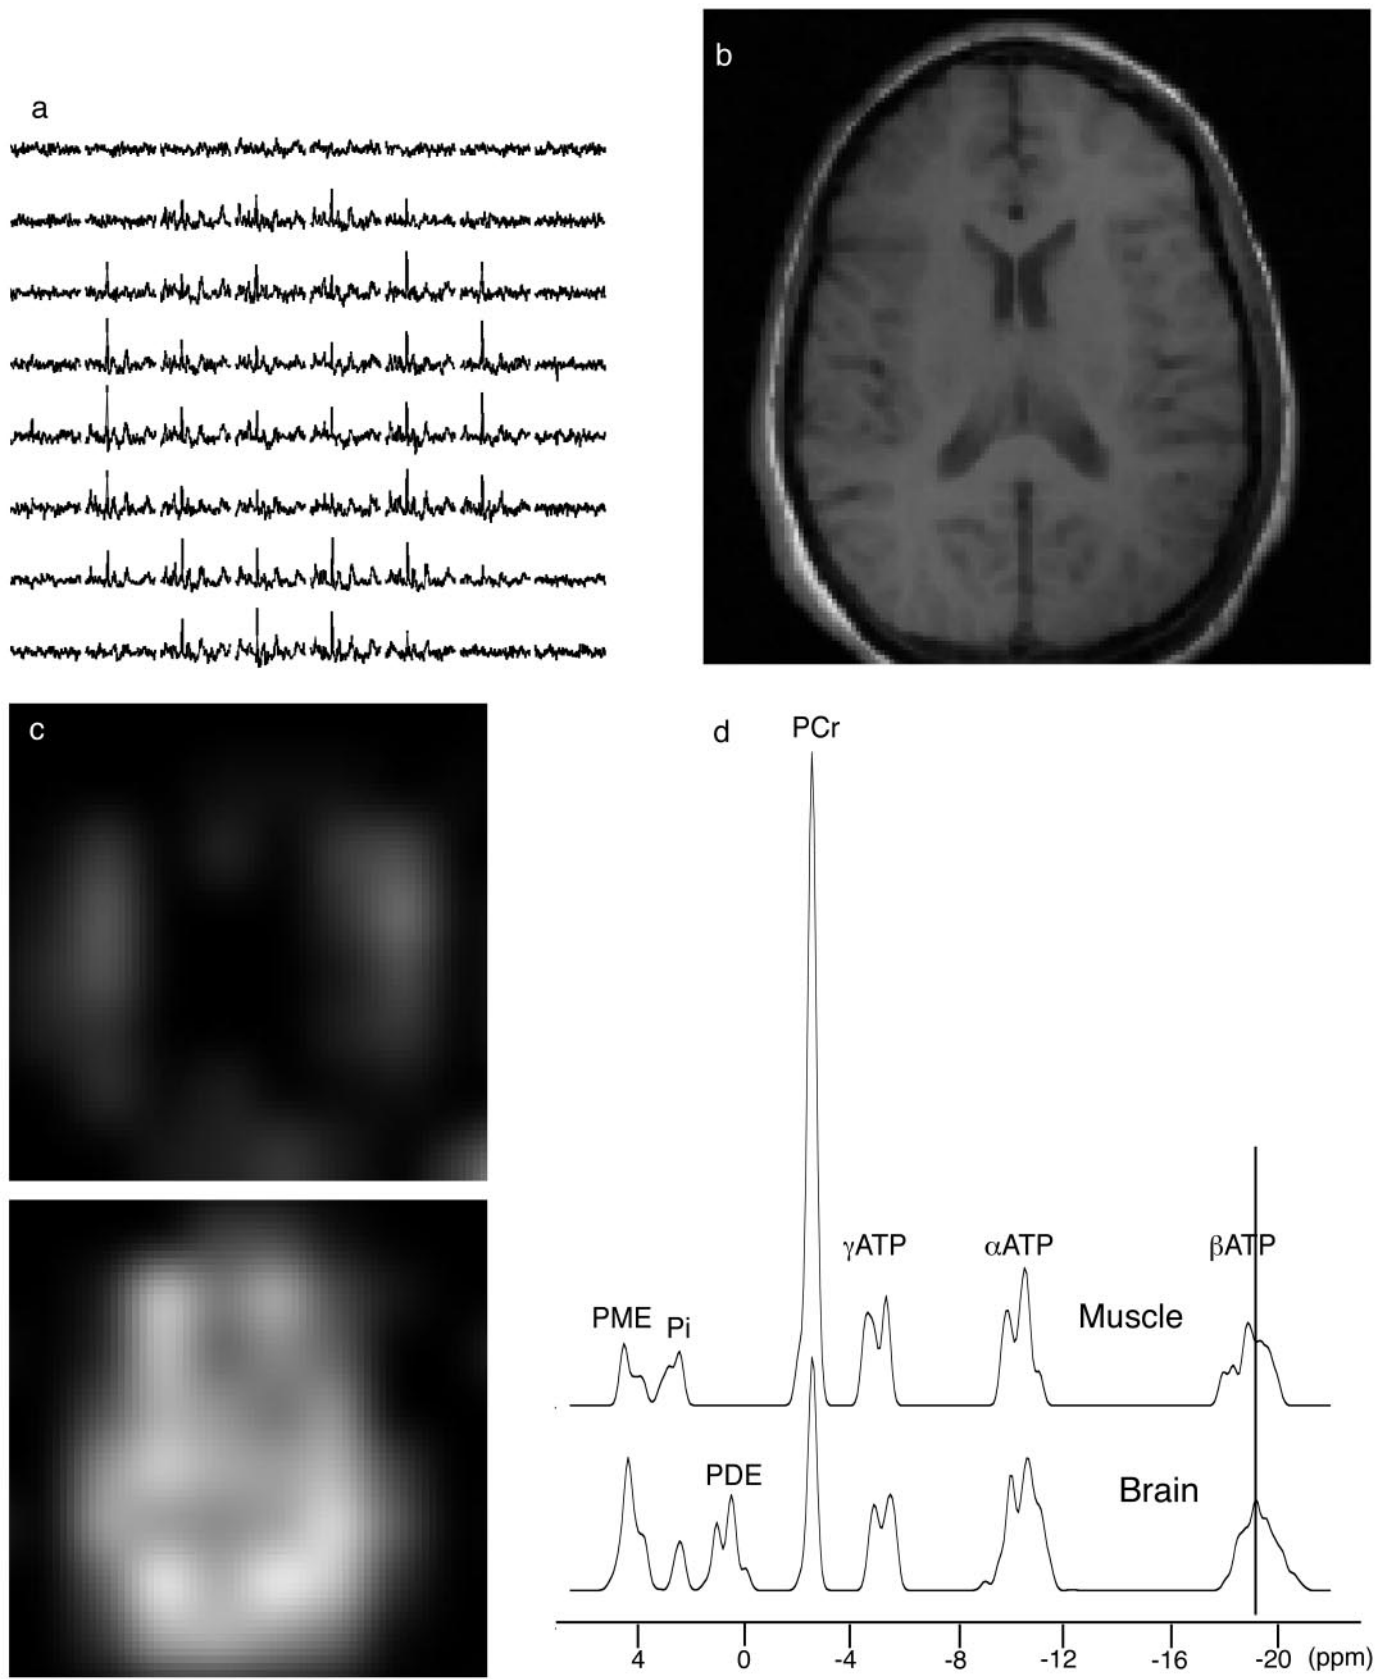 a
b
c
d
PCr
γATP
αATP
βATP
PME
Pi
Muscle
PDE
Brain
4 0 -4 -8 -12 -16 -20 (ppm)